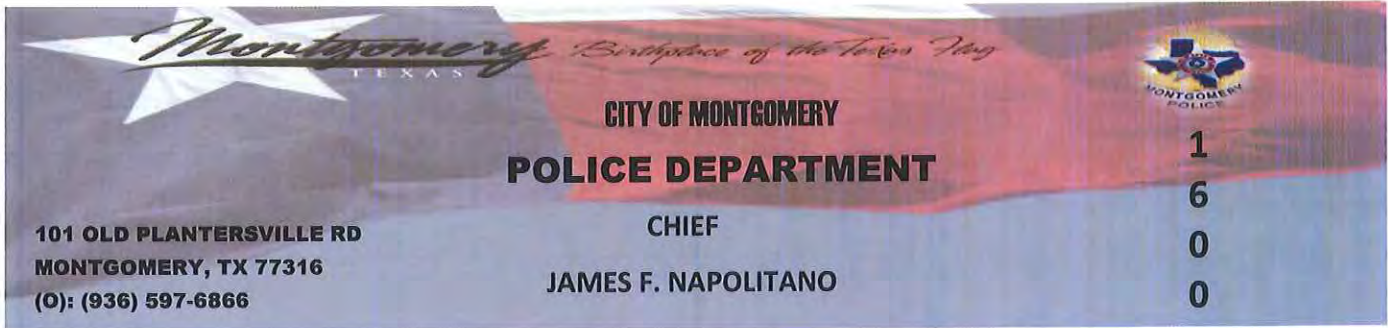 Montgomery Birthplace of the Texas Flag
TEXAS
MONTGOMERY
POLICE
CITY OF MONTGOMERY
POLICE DEPARTMENT
CHIEF
JAMES F. NAPOLITANO
101 OLD PLANTERSVILLE RD
MONTGOMERY, TX 77316
(O): (936) 597-6866
1
6
0
0